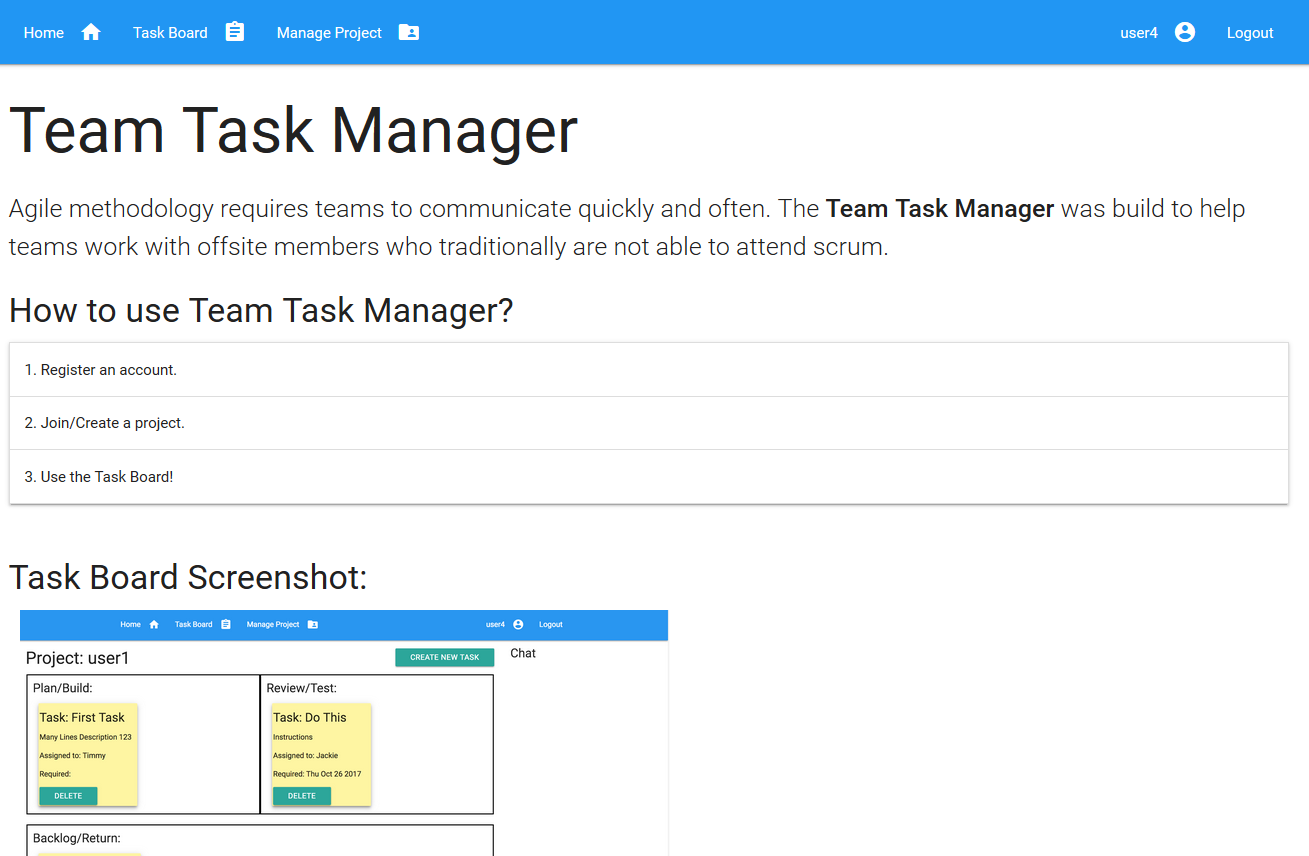 Home Task Board Manage Project user4 Logout
Team Task Manager
Agile methodology requires teams to communicate quickly and often. The Team Task Manager was build to help
teams work with offsite members who traditionally are not able to attend scrum.
How to use Team Task Manager?
1. Register an account.
2. Join/Create a project.
3. Use the Task Board!
Task Board Screenshot:
Home Task Board Manage Project user4 Logout
Project: user1 CREATE NEW TASK Chat
Plan/Build:
Task: First Task
Many Lines Description 123
Assigned to: Timmy
Required:
DELETE
Review/Test:
Task: Do This
Instructions
Assigned to: Jackie
Required: Thu Oct 26 2017
DELETE
Backlog/Return: